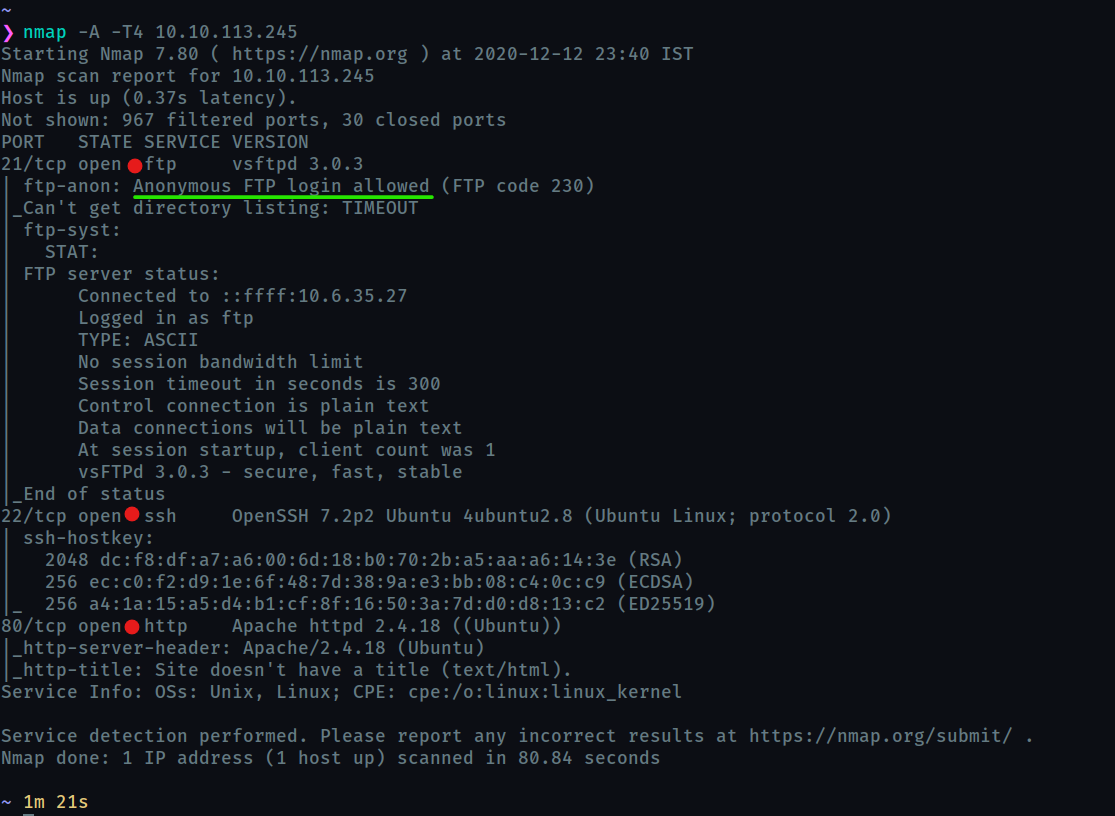 ~
❯ nmap -A -T4 10.10.113.245
Starting Nmap 7.80 ( https://nmap.org ) at 2020-12-12 23:40 IST
Nmap scan report for 10.10.113.245
Host is up (0.37s latency).
Not shown: 967 filtered ports, 30 closed ports
PORT   STATE SERVICE VERSION
21/tcp open  ftp     vsftpd 3.0.3
| ftp-anon: Anonymous FTP login allowed (FTP code 230)
|_Can't get directory listing: TIMEOUT
| ftp-syst:
|   STAT:
| FTP server status:
|      Connected to ::ffff:10.6.35.27
|      Logged in as ftp
|      TYPE: ASCII
|      No session bandwidth limit
|      Session timeout in seconds is 300
|      Control connection is plain text
|      Data connections will be plain text
|      At session startup, client count was 1
|      vsFTPd 3.0.3 - secure, fast, stable
|_End of status
22/tcp open  ssh     OpenSSH 7.2p2 Ubuntu 4ubuntu2.8 (Ubuntu Linux; protocol 2.0)
| ssh-hostkey:
|   2048 dc:f8:df:a7:a6:00:6d:18:b0:70:2b:a5:aa:a6:14:3e (RSA)
|   256 ec:c0:f2:d9:1e:6f:48:7d:38:9a:e3:bb:08:c4:0c:c9 (ECDSA)
|_  256 a4:1a:15:a5:d4:b1:cf:8f:16:50:3a:7d:d0:d8:13:c2 (ED25519)
80/tcp open  http    Apache httpd 2.4.18 ((Ubuntu))
|_http-server-header: Apache/2.4.18 (Ubuntu)
|_http-title: Site doesn't have a title (text/html).
Service Info: OSs: Unix, Linux; CPE: cpe:/o:linux:linux_kernel
Service detection performed. Please report any incorrect results at https://nmap.org/submit/ .
Nmap done: 1 IP address (1 host up) scanned in 80.84 seconds
~ 1m 21s